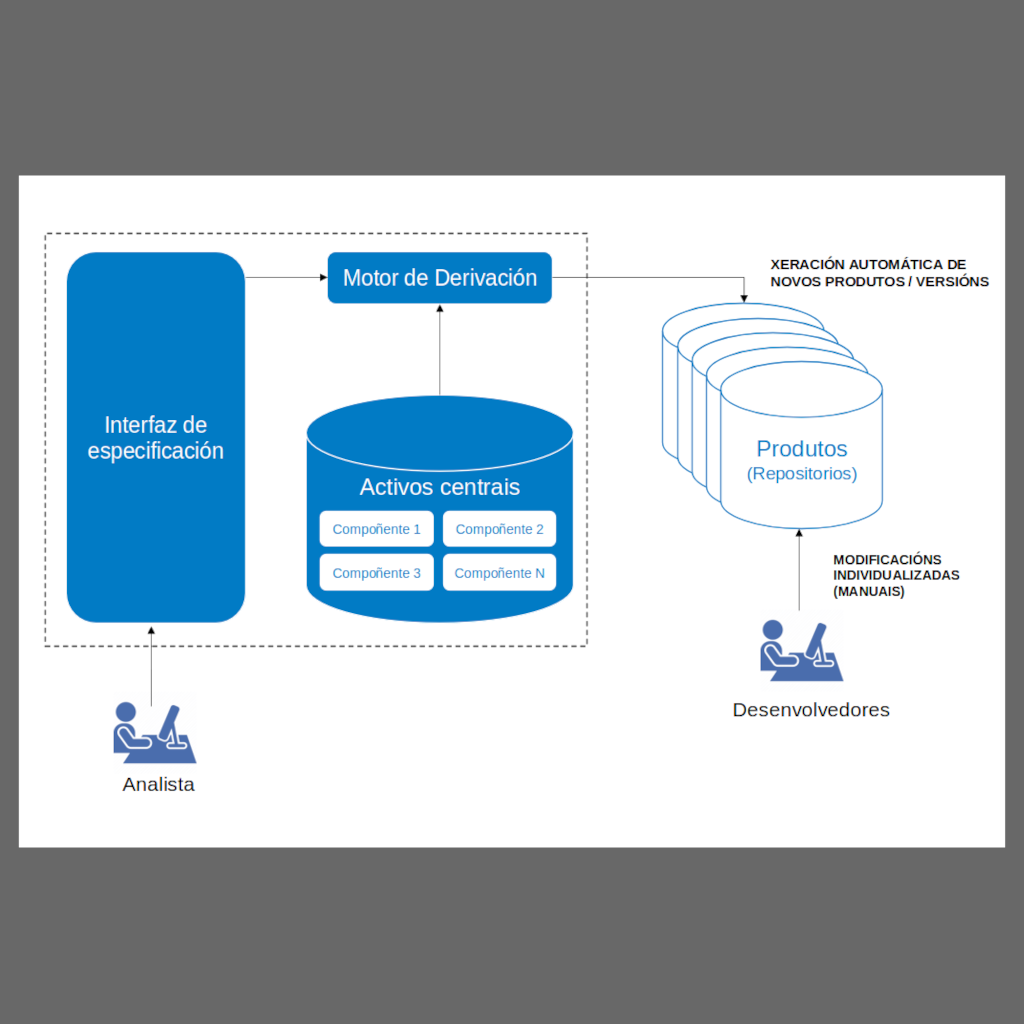 Interfaz de
especificación
Motor de Derivación
Activos centrais
Compoñente 1
Compoñente 2
Compoñente 3
Compoñente N
XERACIÓN AUTOMÁTICA DE
NOVOS PRODUTOS / VERSIÓNS
Produtos
(Repositorios)
MODIFICACIÓNS
INDIVIDUALIZADAS
(MANUAIS)
Desenvolvedores
Analista